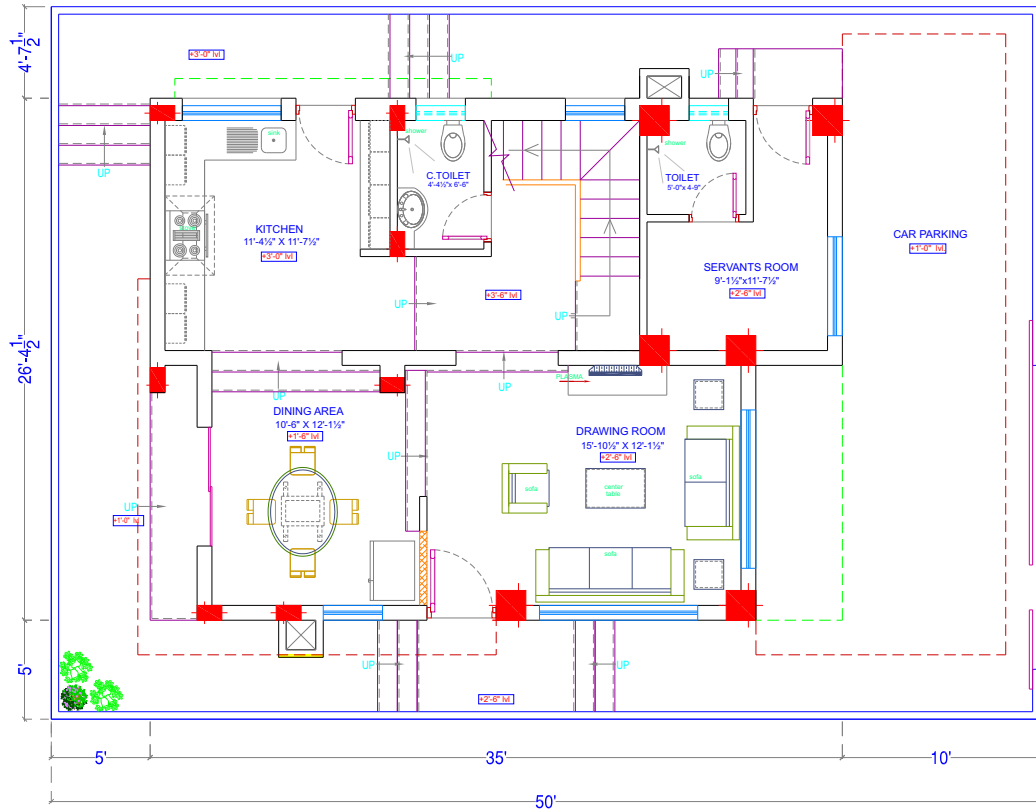 4'-7½"
26'-4½"
5'
+3'-0" lvl
UP
UP
UP
sink
shower
C.TOILET
4'-4½"x 6'-6"
shower
TOILET
5'-0"x 4'-9"
KITCHEN
11'-4½" X 11'-7½"
+3'-0" lvl
CAR PARKING
+1'-0" lvl.
SERVANTS ROOM
9'-1½"x11'-7½"
+2'-6" lvl
+3'-6" lvl
UP
UP
PLASMA
UP
UP
DINING AREA
10'-6" X 12'-1½"
+1'-6" lvl
DRAWING ROOM
15'-10½" X 12'-1½"
+2'-6" lvl
UP
sofa
center
table
sofa
UP
+1'-0" lvl
sofa
UP
UP
+2'-6" lvl
5'
35'
10'
50'